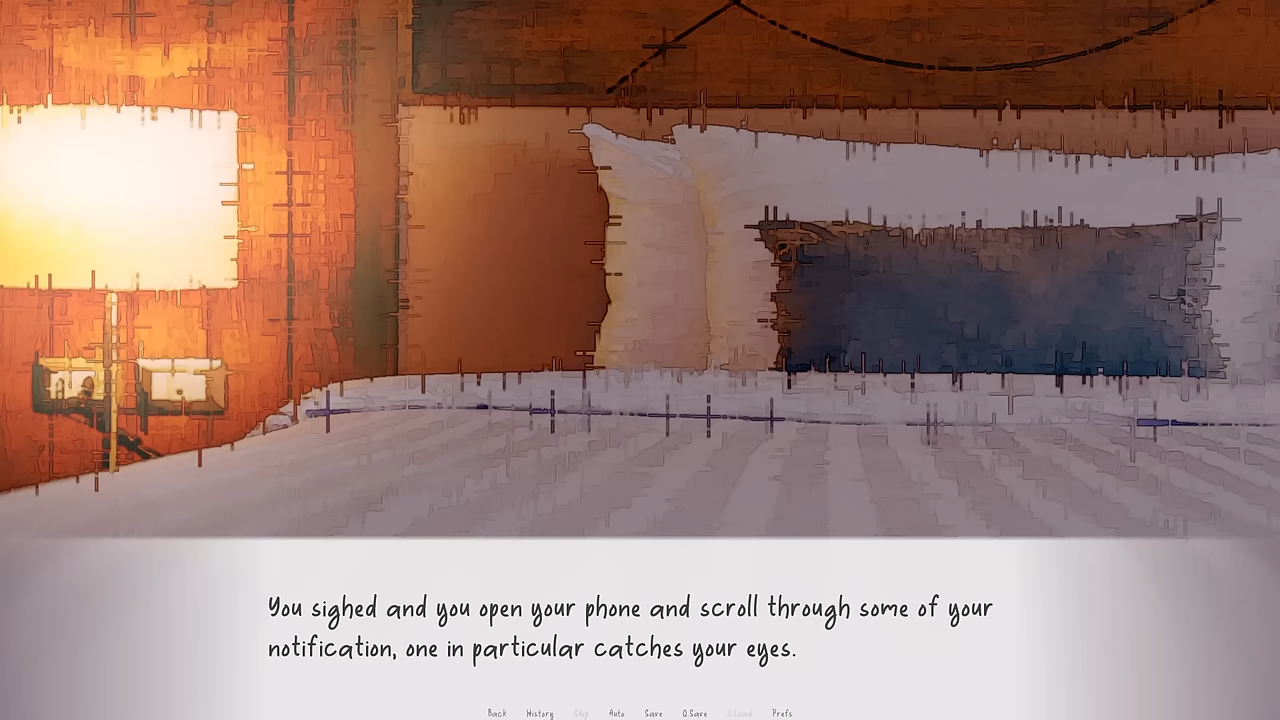 You sighed and you open your phone and scroll through some of your
notification, one in particular catches your eyes.
Back History Skip Auto Save Q.Save Q.Load Prefs